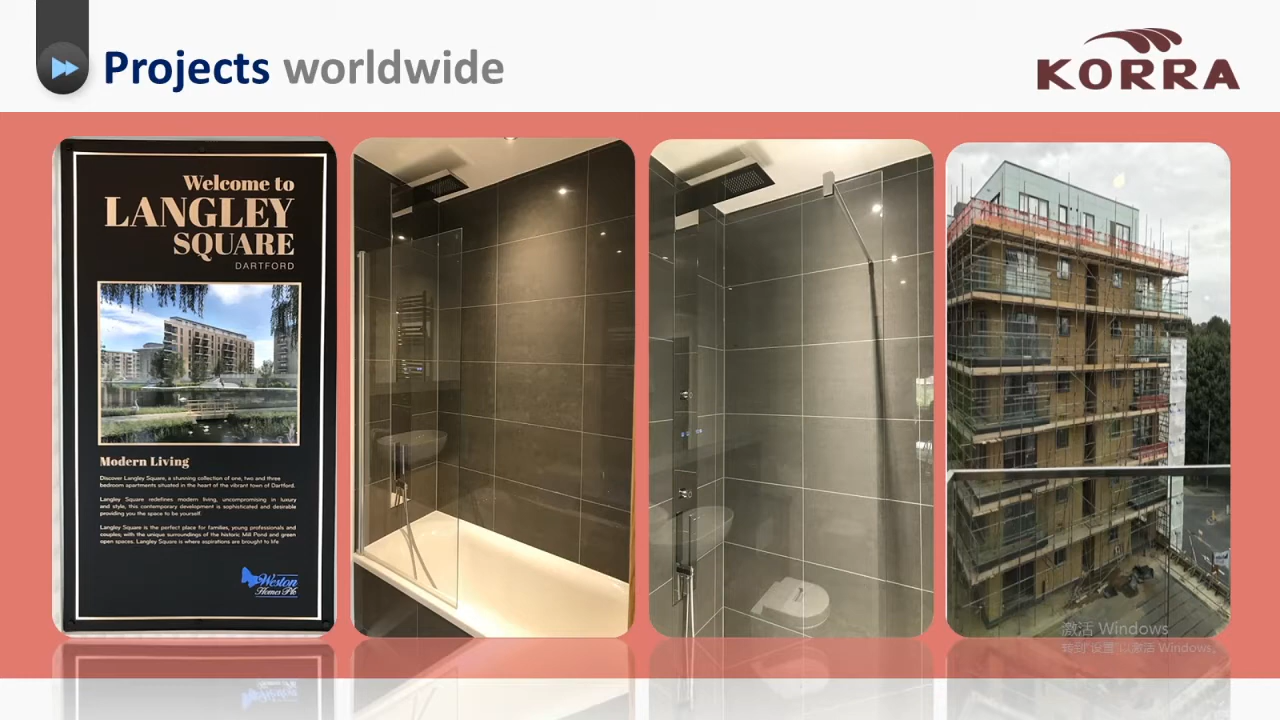 Projects worldwide
KORRA
Welcome to
LANGLEY
SQUARE
DARTFORD
Modern Living
Discover Langley Square, a stunning collection of one, two and three
bedroom apartments situated in the heart of the vibrant town of Dartford.
Langley Square redefines modern living, uncompromising in luxury
and style, this contemporary development is sophisticated and desirable
providing you the space to be yourself.
Langley Square is the perfect place for families, young professionals and
couples; with the unique surroundings of the historic Mill Pond and green
open spaces. Langley Square is where aspirations are brought to life
Weston
Homes Plc
激活 Windows
转到"设置"以激活 Windows。